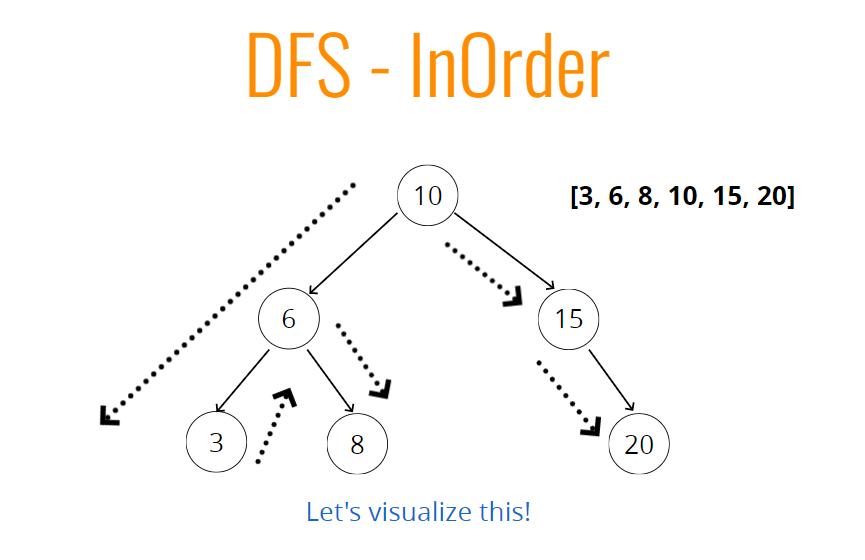 DFS - InOrder
10
[3, 6, 8, 10, 15, 20]
6
15
3
8
20
Let's visualize this!